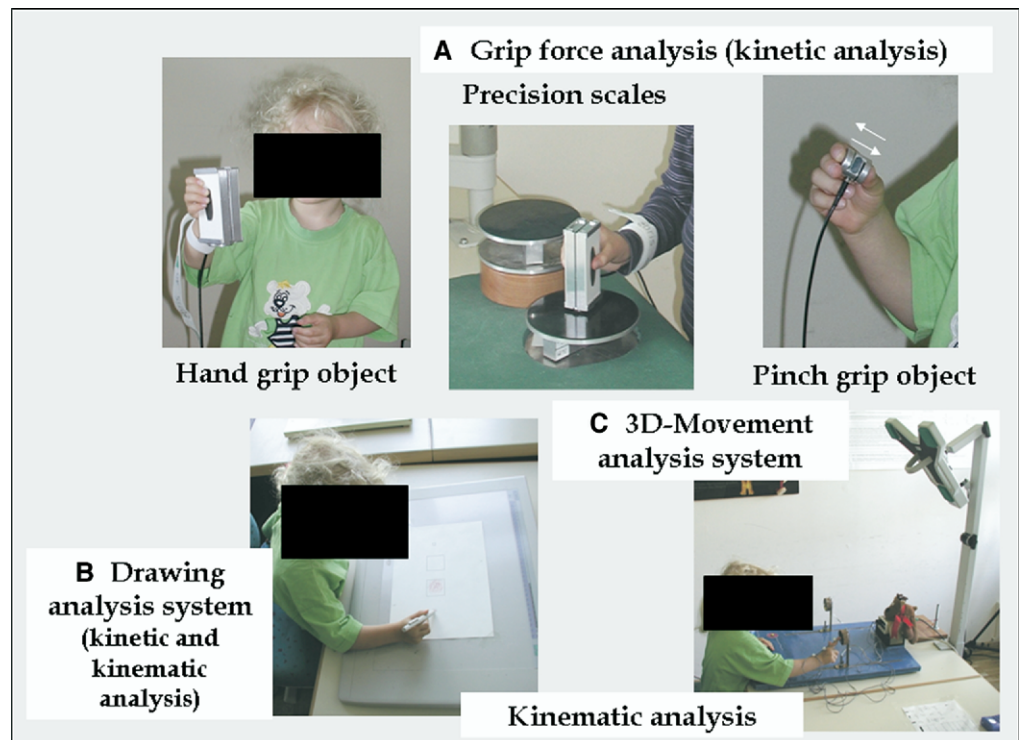 A Grip force analysis (kinetic analysis)
Precision scales
Hand grip object
Pinch grip object
C 3D-Movement
analysis system
B Drawing
analysis system
(kinetic and
kinematic
analysis)
Kinematic analysis